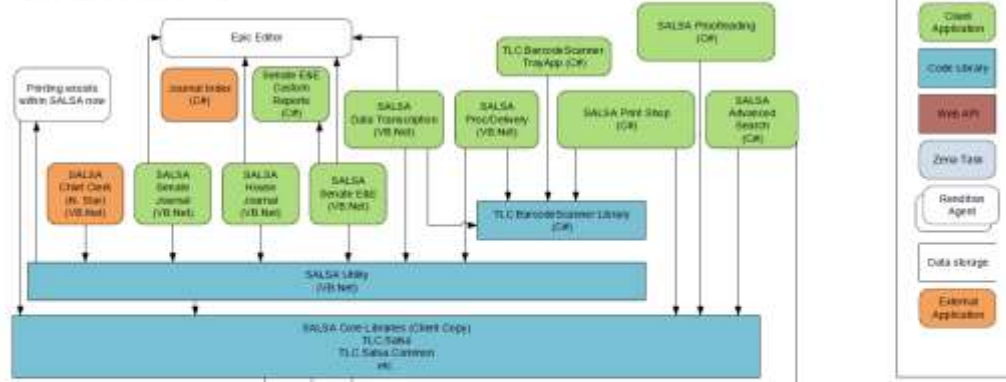 Epic Editor
Printing exists
within SALSA now
Journal Index
(C#)
Senate E&E
Custom
Reports
(C#)
SALSA
Data Transcription
(VB.Net)
SALSA
Proc/Delivery
(VB.Net)
TLC BarcodeScanner
TrayApp (C#)
SALSA Proofreading
(C#)
SALSA Print Shop
(C#)
SALSA
Advanced
Search
(C#)
SALSA
Chief Clerk
(VB.Net)
SALSA
Senate
Journal
(VB.Net)
SALSA
House
Journal
(VB.Net)
SALSA
Senate E&E
(VB.Net)
TLC BarcodeScanner Library
(C#)
SALSA Utility
(VB.Net)
SALSA Core Libraries (Client Copy)
TLC.Salsa
TLC.Salsa.Common
etc.
Client
Application
Code Library
Web API
Zena Task
Rendition
Agent
Data storage
External
Application